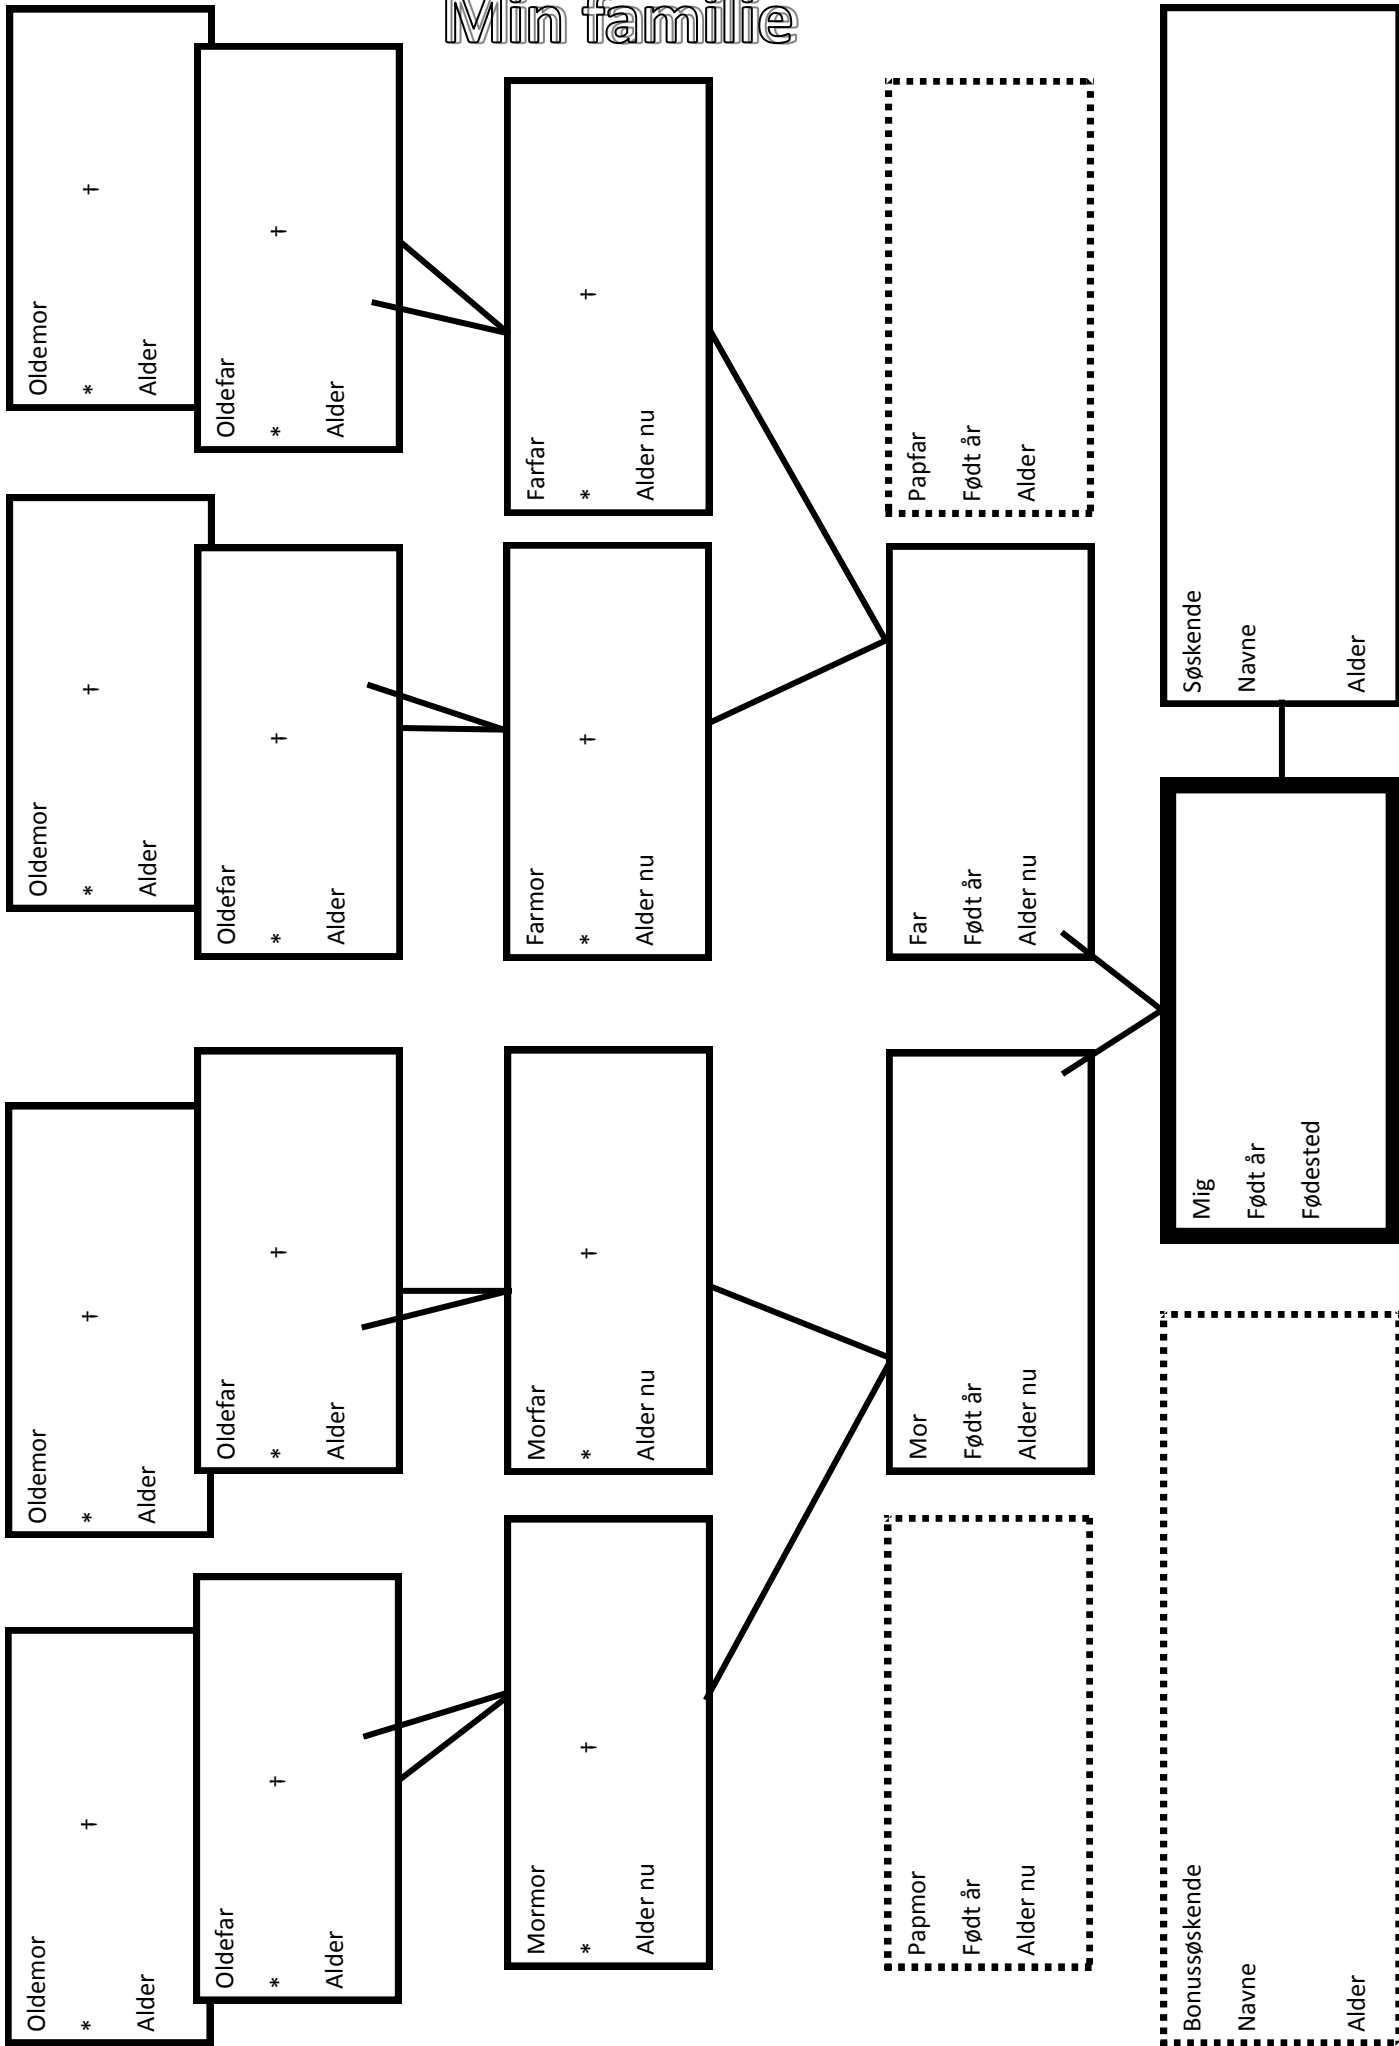 Min familie
Oldemor
* †
Alder
Oldefar
* †
Alder
Oldemor
* †
Alder
Oldefar
* †
Alder
Oldemor
* †
Alder
Oldefar
* †
Alder
Oldemor
* †
Alder
Oldefar
* †
Alder
Mormor
* †
Alder nu
Morfar
* †
Alder nu
Farmor
* †
Alder nu
Farfar
* †
Alder nu
Papmor
Født år
Alder nu
Mor
Født år
Alder nu
Far
Født år
Alder nu
Papfar
Født år
Alder
Bonussøskende
Navne
Alder
Mig
Født år
Fødested
Søskende
Navne
Alder